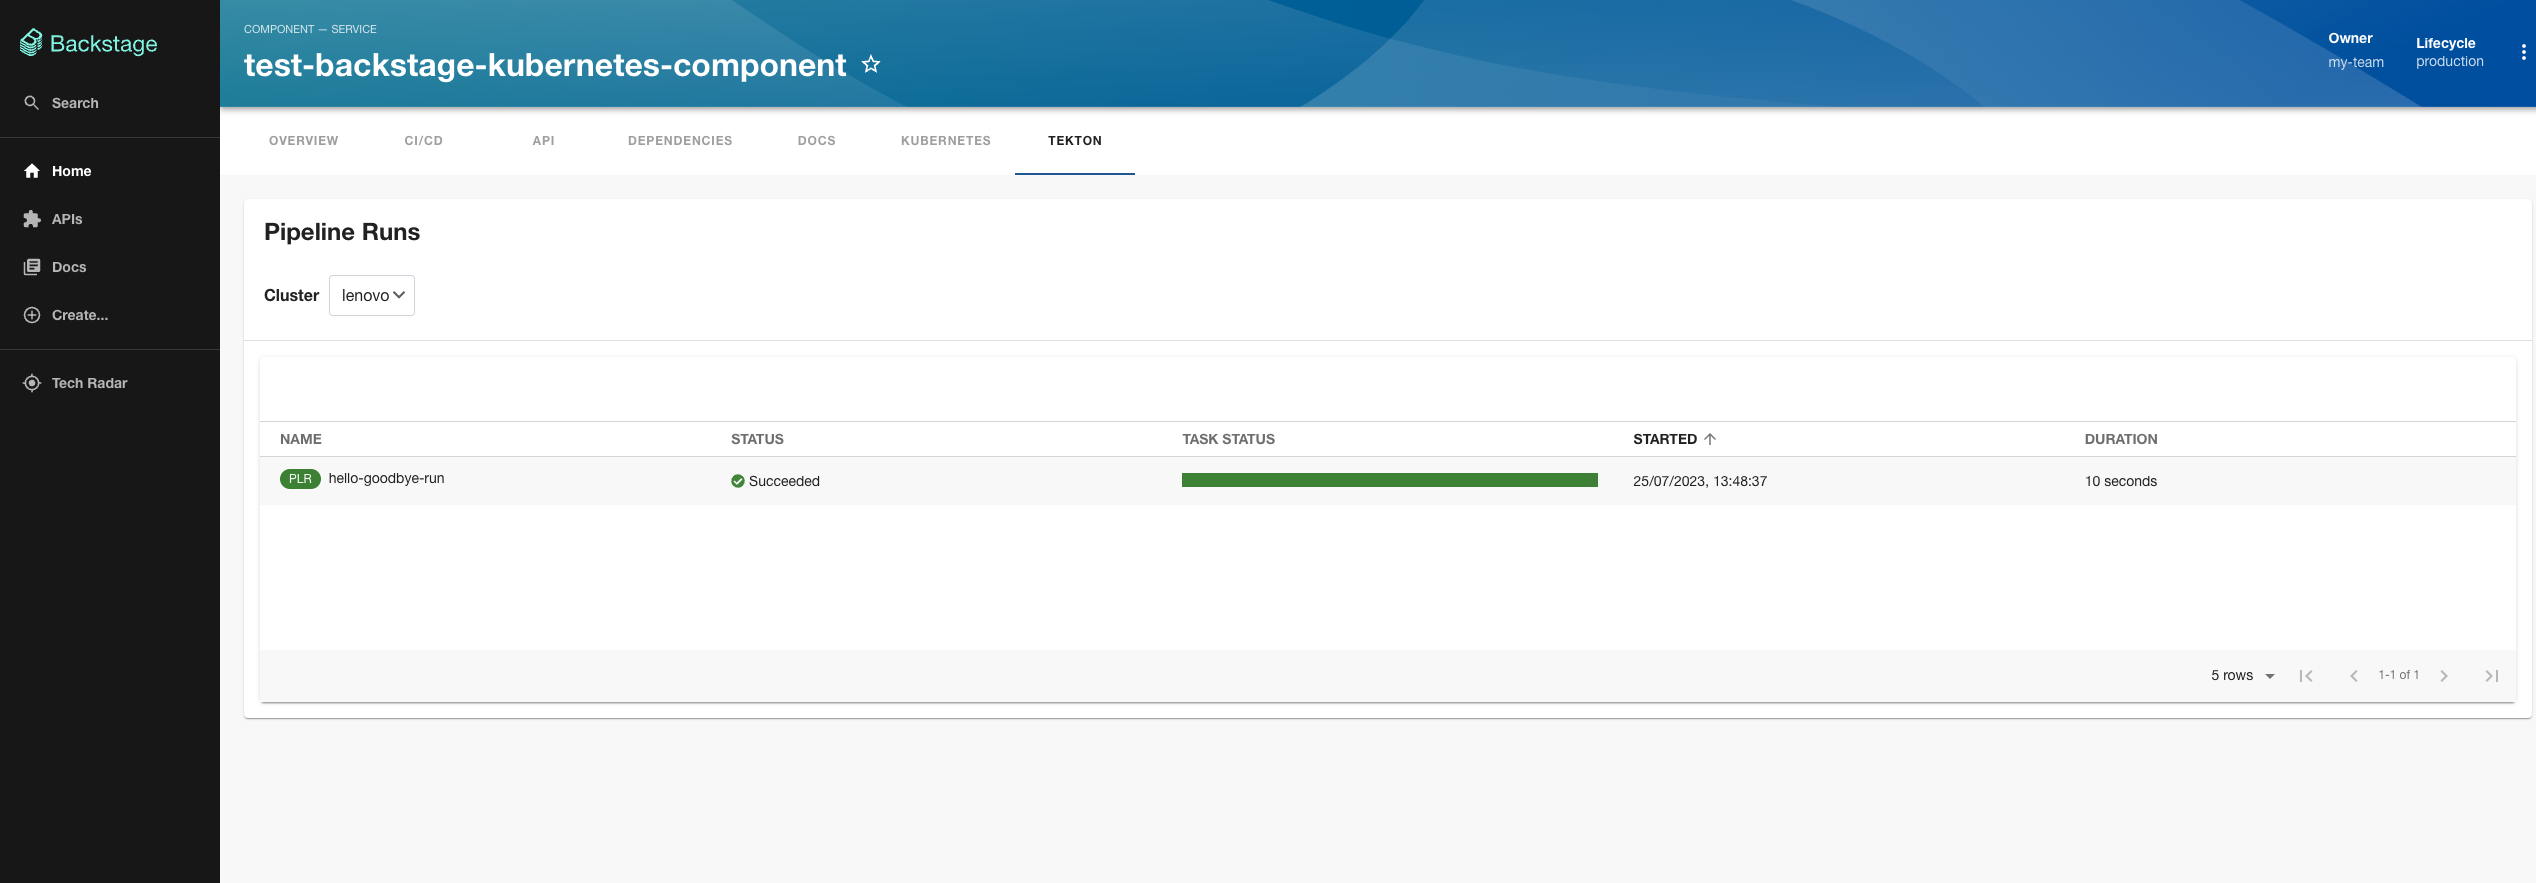 Backstage
Search
Home
APIs
Docs
Create...
Tech Radar
COMPONENT — SERVICE
test-backstage-kubernetes-component
Owner
my-team
Lifecycle
production
OVERVIEW CI/CD API DEPENDENCIES DOCS KUBERNETES TEKTON
Pipeline Runs
Cluster lenovo
NAME STATUS TASK STATUS STARTED DURATION
PLR hello-goodbye-run Succeeded 25/07/2023, 13:48:37 10 seconds
5 rows 1-1 of 1